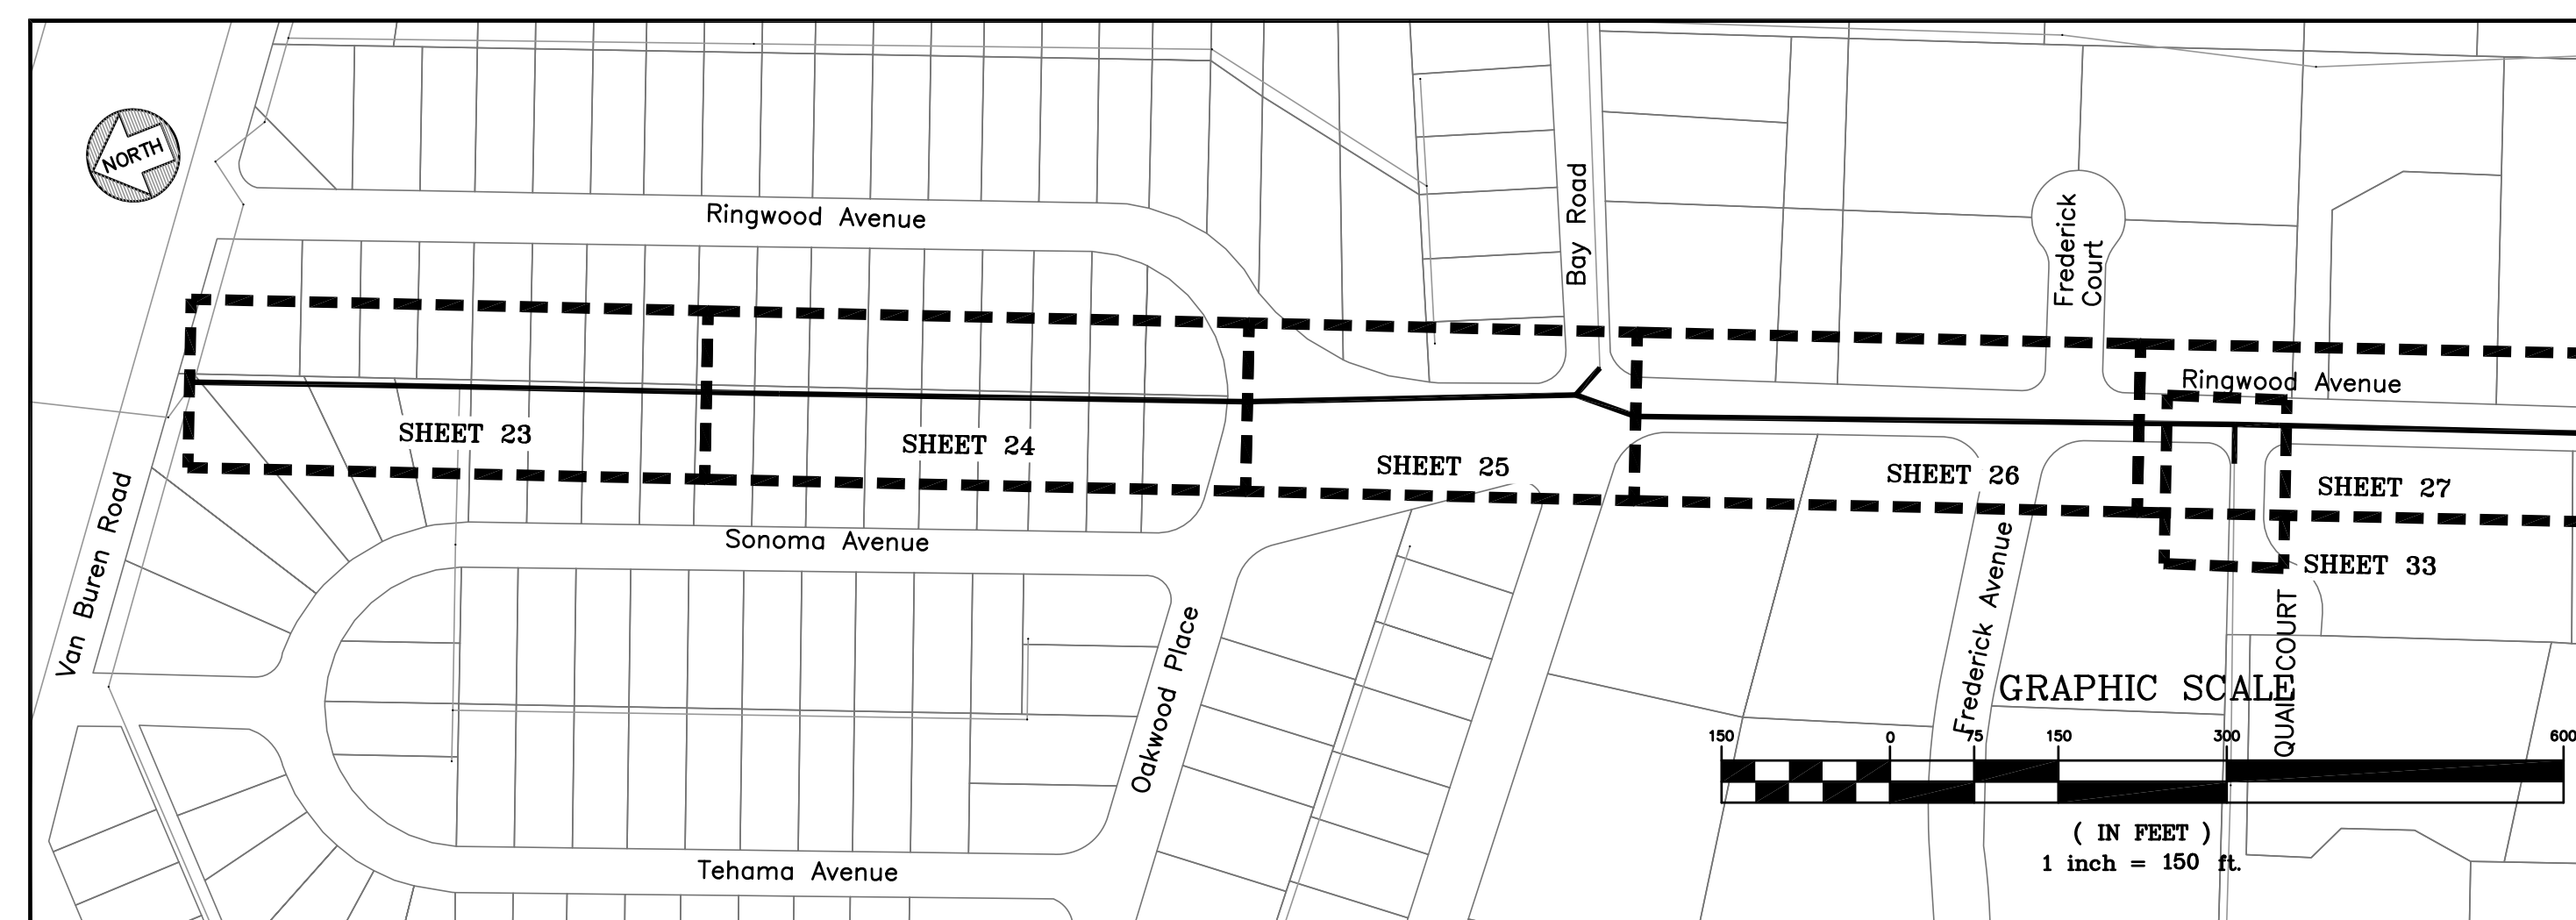 NORTH
Ringwood Avenue
Bay Road
Frederick
Court
Ringwood Avenue
SHEET 23
SHEET 24
SHEET 25
SHEET 26
SHEET 27
SHEET 33
Van Buren Road
Sonoma Avenue
Oakwood Place
Frederick Avenue
QUAIL COURT
Tehama Avenue
GRAPHIC SCALE
150 0 75 150 300 600
( IN FEET )
1 inch = 150 ft.